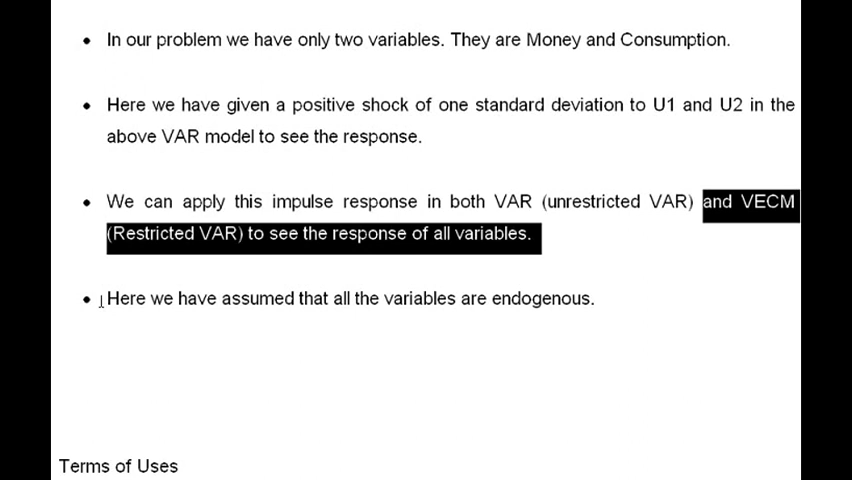 • In our problem we have only two variables. They are Money and Consumption.
• Here we have given a positive shock of one standard deviation to U1 and U2 in the
above VAR model to see the response.
• We can apply this impulse response in both VAR (unrestricted VAR) and VECM
(Restricted VAR) to see the response of all variables.
• Here we have assumed that all the variables are endogenous.
Terms of Uses